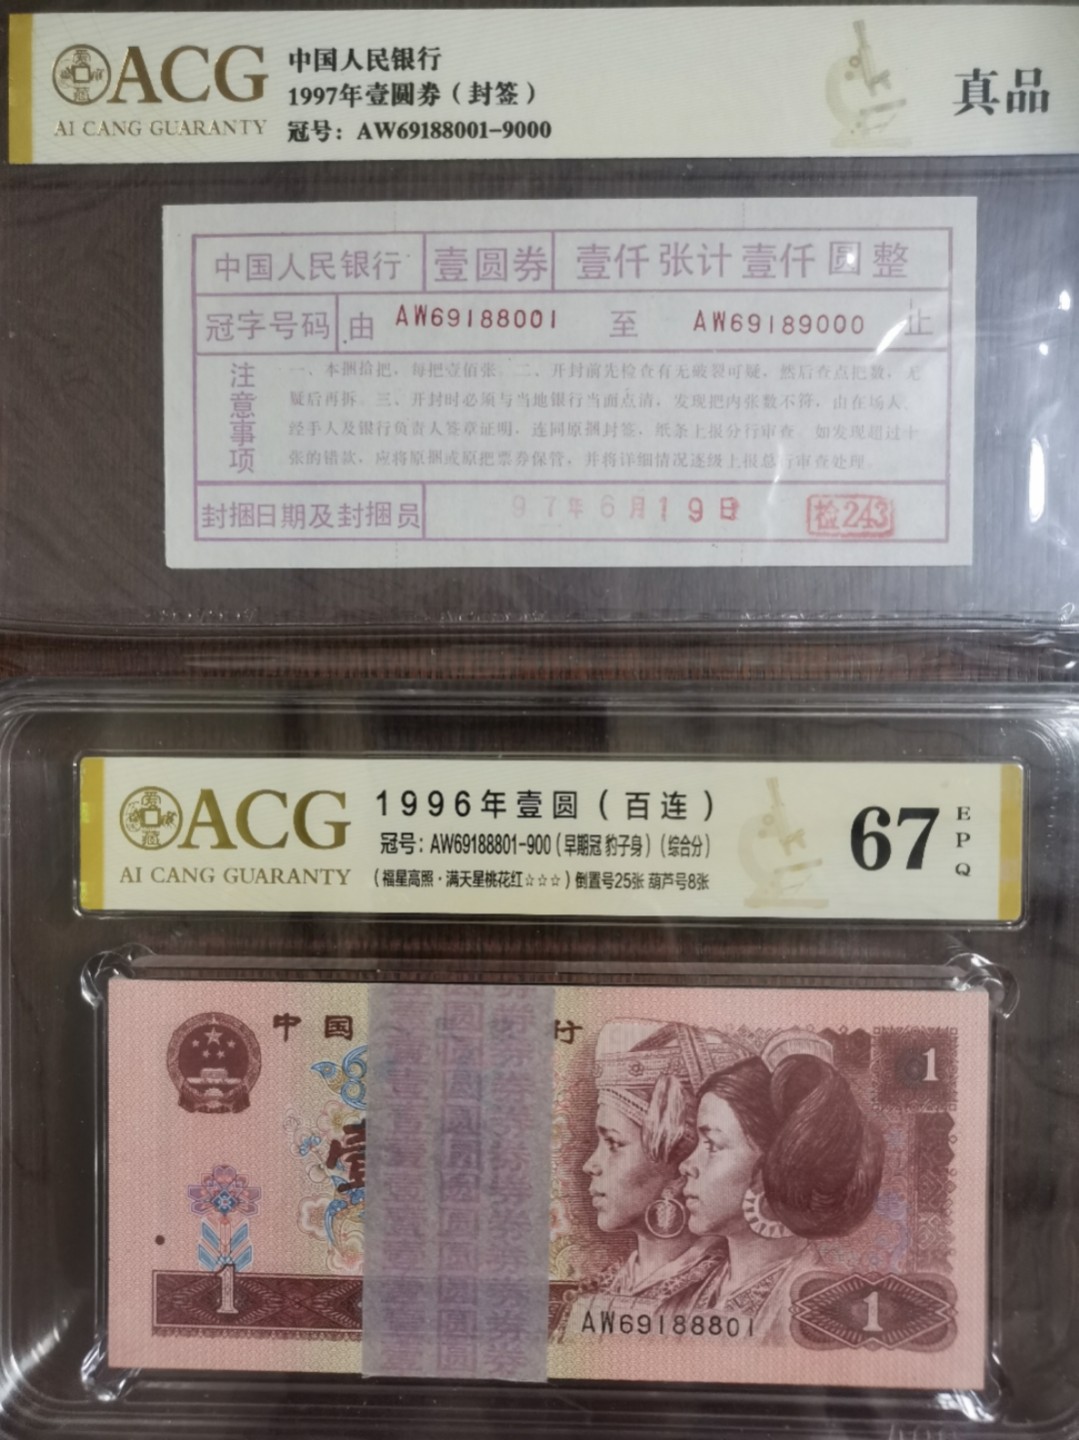 ACG
AI CANG GUARANTY
中国人民银行
1997年壹圆券（封签）
冠号：AW69188001-9000
真品
中国人民银行 壹圆券 壹仟张计壹仟圆整
冠字号码 由 AW69188001 至 AW69189000 止
注意事项
一、本捆拾把，每把壹佰张。二、开封前先检查有无破裂可疑，然后查点把数，无
疑后再拆。三、开封时必须与当地银行当面点清，发现把内张数不符，由在场人、
经手人及银行负责人签章证明，连同原捆封签，纸条上报分行审查。如发现超过十
张的错款，应将原捆或原把票券保管，并将详细情况逐级上报总行审查处理。
封捆日期及封捆员 97年6月19日 检243
ACG
AI CANG GUARANTY
1996年壹圆（百连）
冠号：AW69188801-900（早期冠 豹子身）（综合分）
（福星高照·满天星桃花红☆☆☆）倒置号25张 葫芦号8张
67
EPQ
中国
行
壹圆券
1
1
AW69188801
1